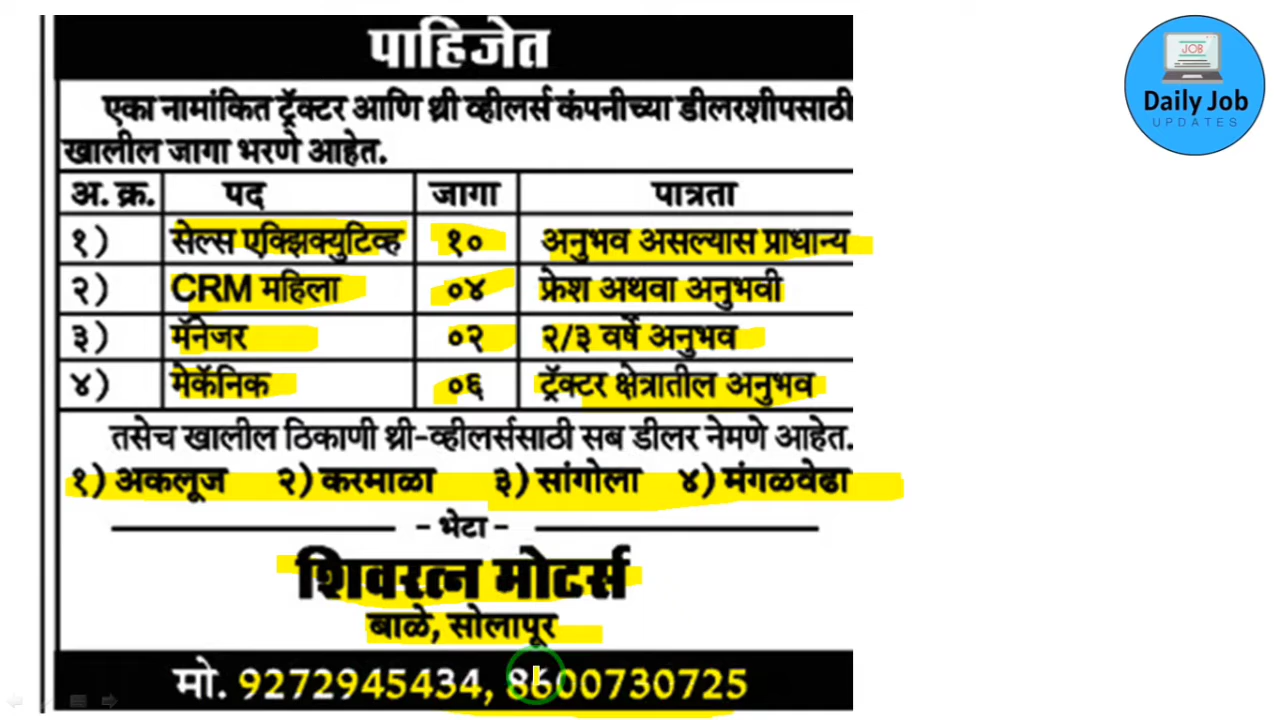 पाहिजेत
एका नामांकित ट्रॅक्टर आणि थ्री व्हीलर्स कंपनीच्या डीलरशीपसाठी
खालील जागा भरणे आहेत.
अ. क्र. पद जागा पात्रता
१) सेल्स एक्झिक्युटिव्ह १० अनुभव असल्यास प्राधान्य
२) CRM महिला ०४ फ्रेश अथवा अनुभवी
३) मॅनेजर ०२ २/३ वर्षे अनुभव
४) मेकॅनिक ०६ ट्रॅक्टर क्षेत्रातील अनुभव
तसेच खालील ठिकाणी थ्री-व्हीलर्ससाठी सब डीलर नेमणे आहेत.
१) अकलूज २) करमाळा ३) सांगोला ४) मंगळवेढा
- भेटा -
शिवरत्न मोटर्स
बाळे, सोलापूर
मो. 9272945434, 8600730725
JOB
Daily Job
UPDATES